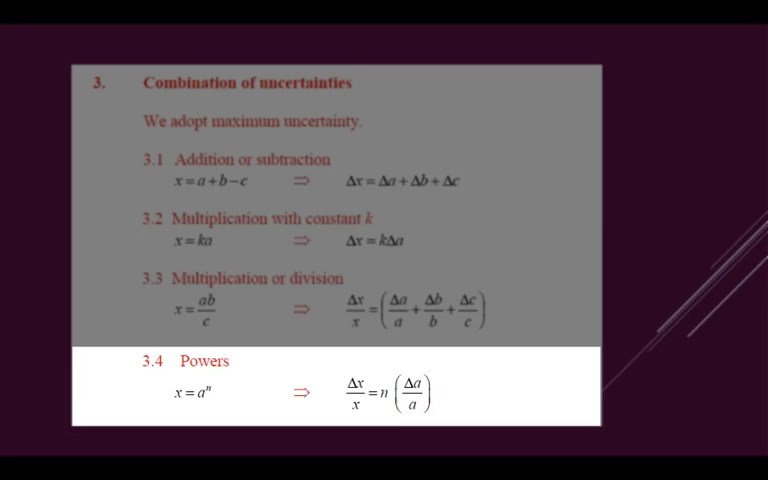 3. Combination of uncertainties
We adopt maximum uncertainty.
3.1 Addition or subtraction
x = a + b − c ⇒ Δx = Δa + Δb + Δc
3.2 Multiplication with constant k
x = ka ⇒ Δx = kΔa
3.3 Multiplication or division
x = ab/c ⇒ Δx/x = (Δa/a + Δb/b + Δc/c)
3.4 Powers
x = aⁿ ⇒ Δx/x = n (Δa/a)